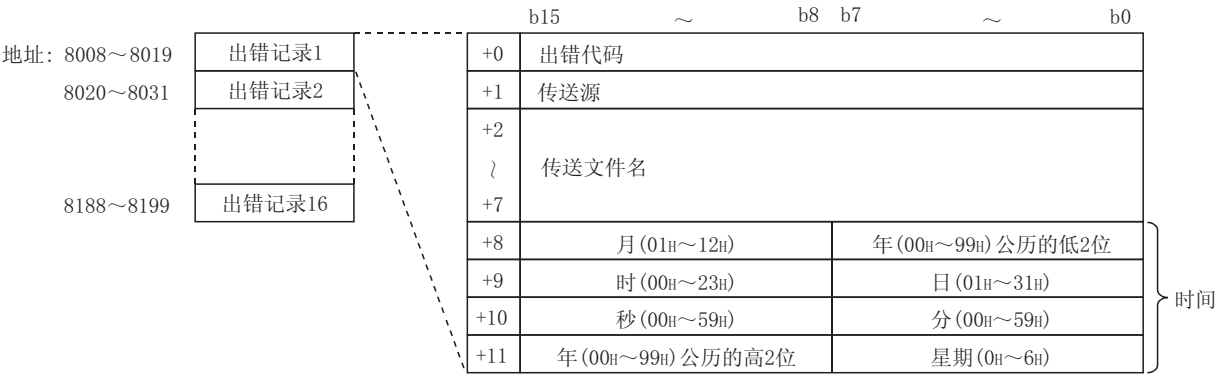 b15 ～ b8 b7 ～ b0
地址: 8008～8019 出错记录1 +0 出错代码
8020～8031 出错记录2 +1 传送源
+2
～ 传送文件名
8188～8199 出错记录16 +7
+8 月(01H～12H) 年(00H～99H)公历的低2位
+9 时(00H～23H) 日(01H～31H)
时间
+10 秒(00H～59H) 分(00H～59H)
+11 年(00H～99H)公历的高2位 星期(0H～6H)